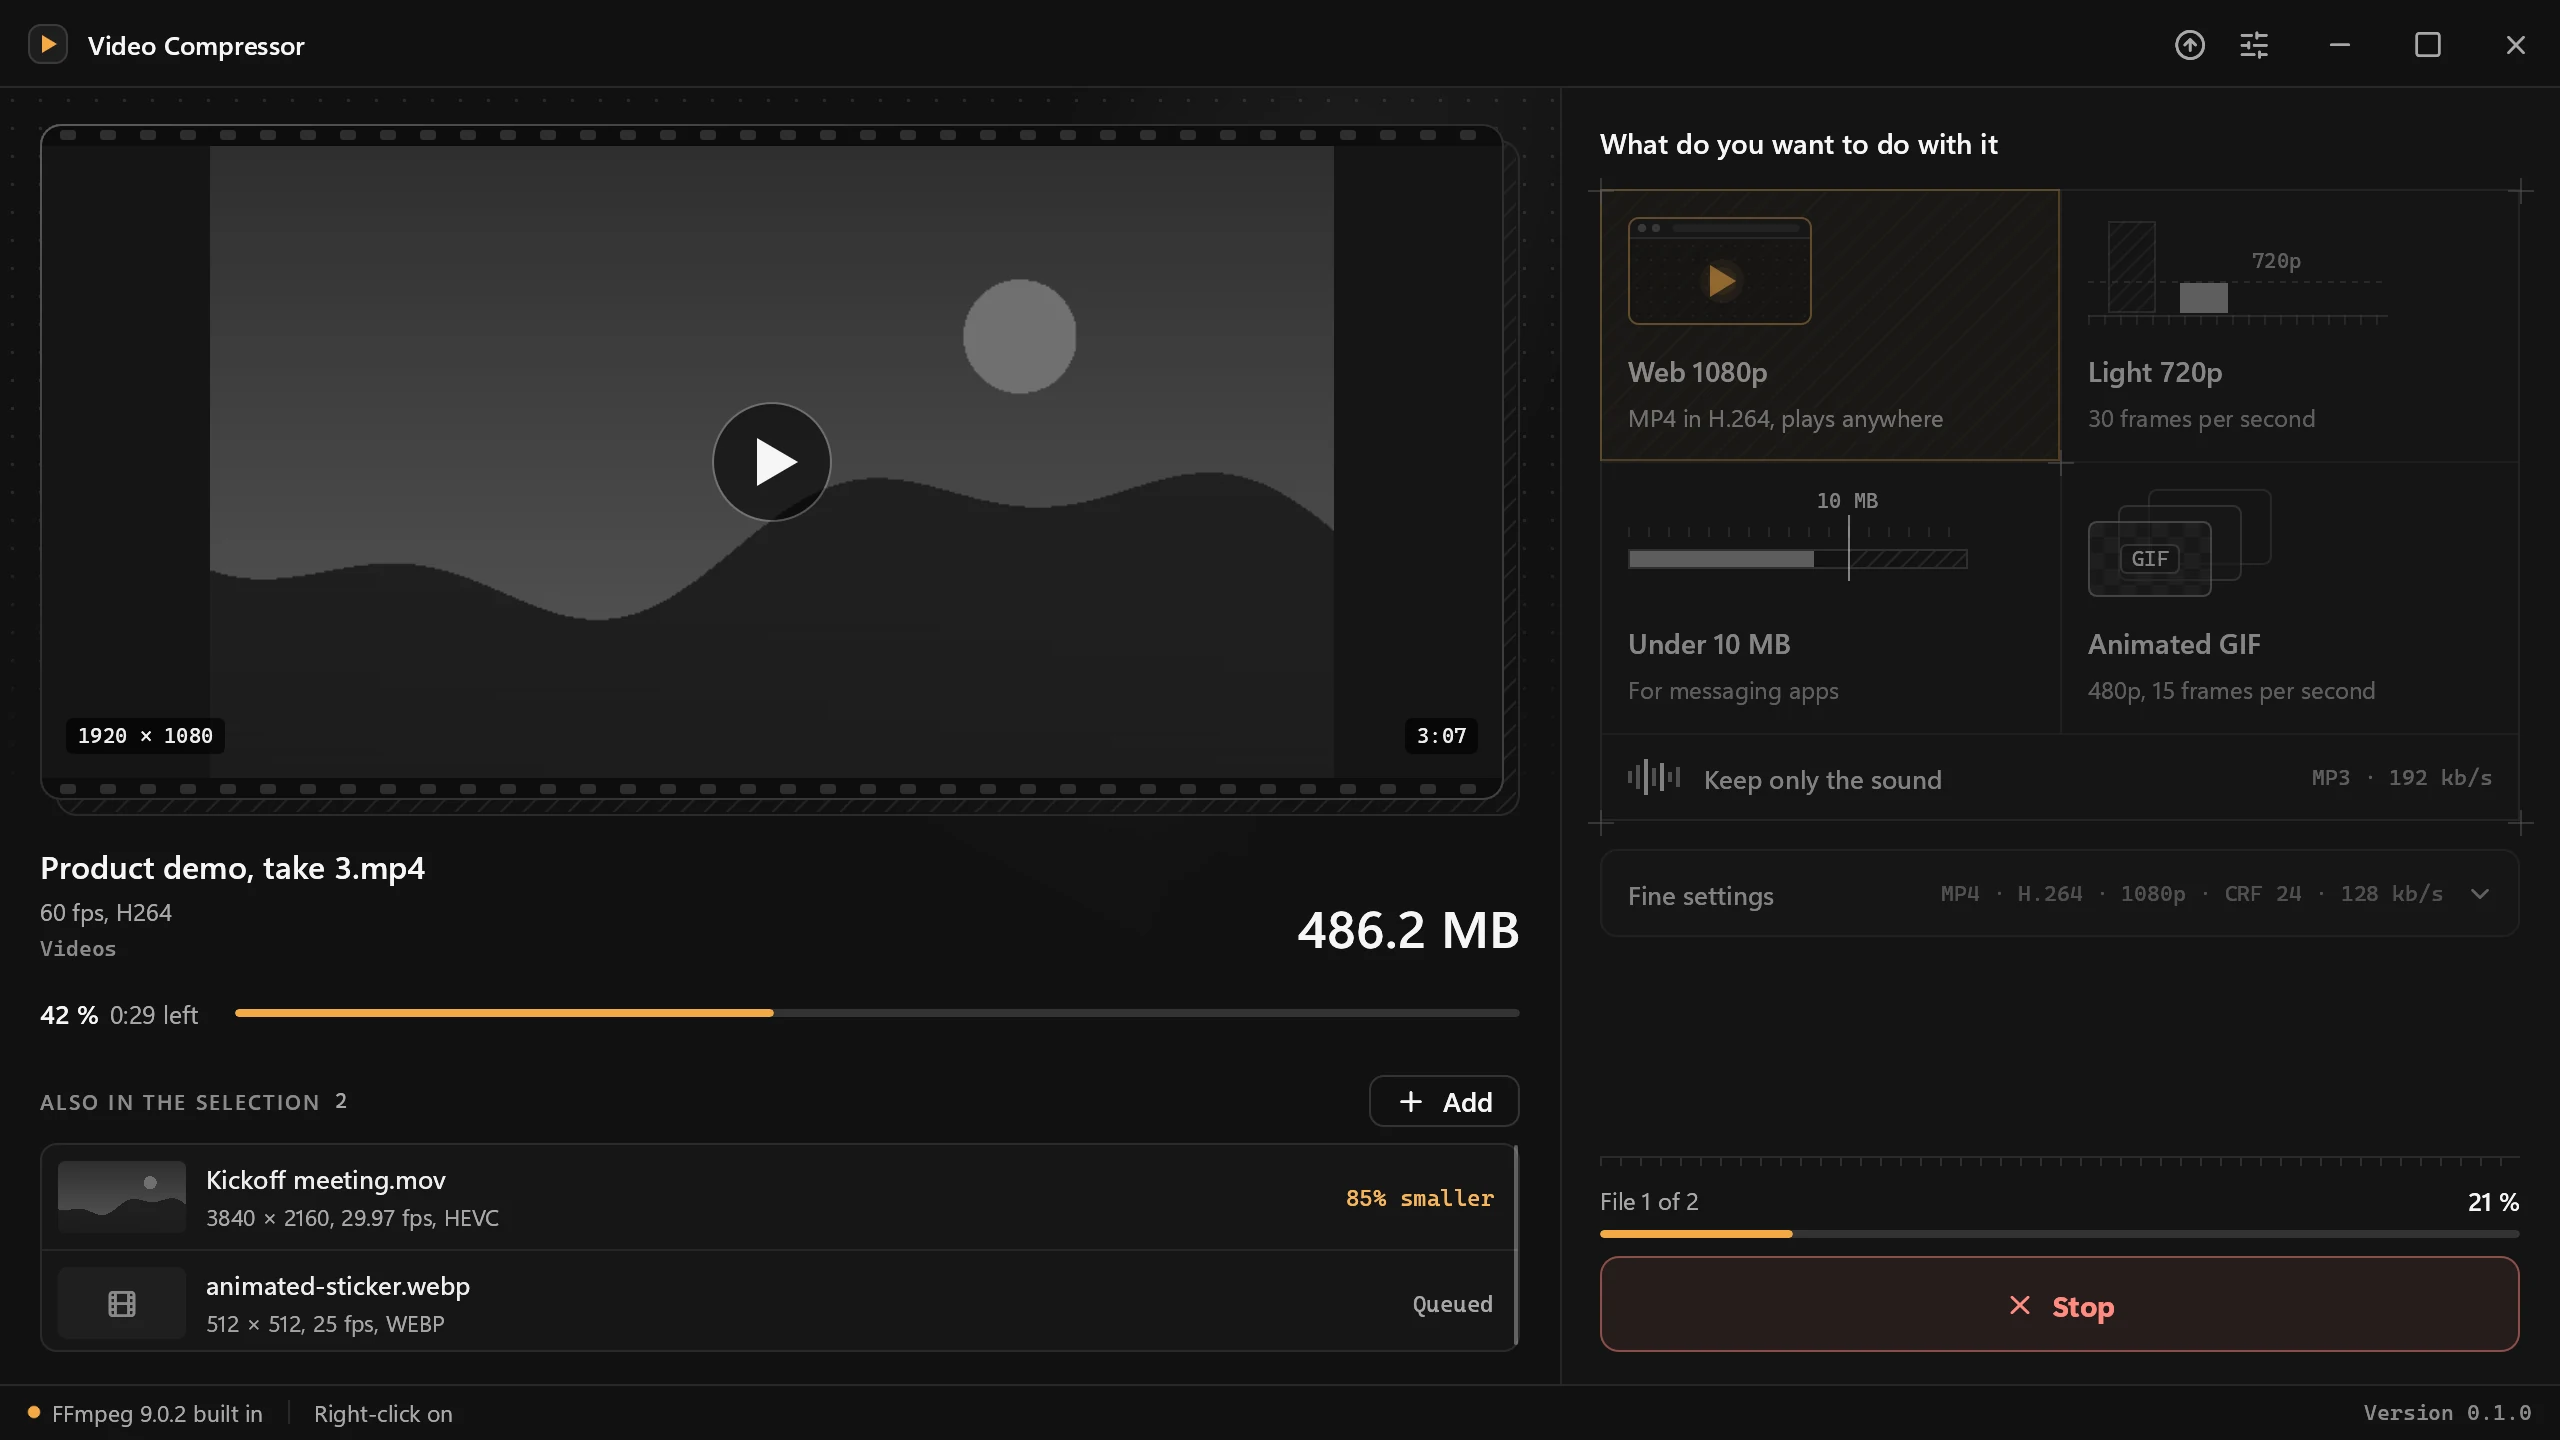 Video Compressor
1920 × 1080
3:07
Product demo, take 3.mp4
60 fps, H264
Videos
486.2 MB
42 % 0:29 left
ALSO IN THE SELECTION 2
Add
Kickoff meeting.mov
3840 × 2160, 29.97 fps, HEVC
85% smaller
animated-sticker.webp
512 × 512, 25 fps, WEBP
Queued
What do you want to do with it
Web 1080p
MP4 in H.264, plays anywhere
720p
Light 720p
30 frames per second
10 MB
Under 10 MB
For messaging apps
GIF
Animated GIF
480p, 15 frames per second
Keep only the sound
MP3 · 192 kb/s
Fine settings
MP4 · H.264 · 1080p · CRF 24 · 128 kb/s
File 1 of 2
21 %
Stop
FFmpeg 9.0.2 built in
Right-click on
Version 0.1.0